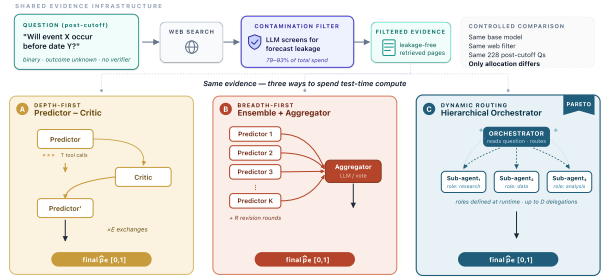 SHARED EVIDENCE INFRASTRUCTURE
QUESTION (post-cutoff)
"Will event X occur
before date Y?"
binary · outcome unknown · no verifier
WEB SEARCH
CONTAMINATION FILTER
LLM screens for
forecast leakage
79–93% of total spend
FILTERED EVIDENCE
leakage-free
retrieved pages
CONTROLLED COMPARISON
Same base model
Same web filter
Same 228 post-cutoff Qs
Only allocation differs
Same evidence — three ways to spend test-time compute
A
DEPTH-FIRST
Predictor – Critic
Predictor
T tool calls
Critic
Predictor'
×E exchanges
final p̂ ∈ [0,1]
B
BREADTH-FIRST
Ensemble + Aggregator
Predictor 1
Predictor 2
Predictor 3
⋮
Predictor K
Aggregator
LLM / vote
+ R revision rounds
final p̂ ∈ [0,1]
C
DYNAMIC ROUTING
Hierarchical Orchestrator
PARETO
ORCHESTRATOR
reads question · routes
Sub-agent₁
role: research
Sub-agent₂
role: data
Sub-agentₙ
role: analysis
roles defined at runtime · up to D delegations
final p̂ ∈ [0,1]